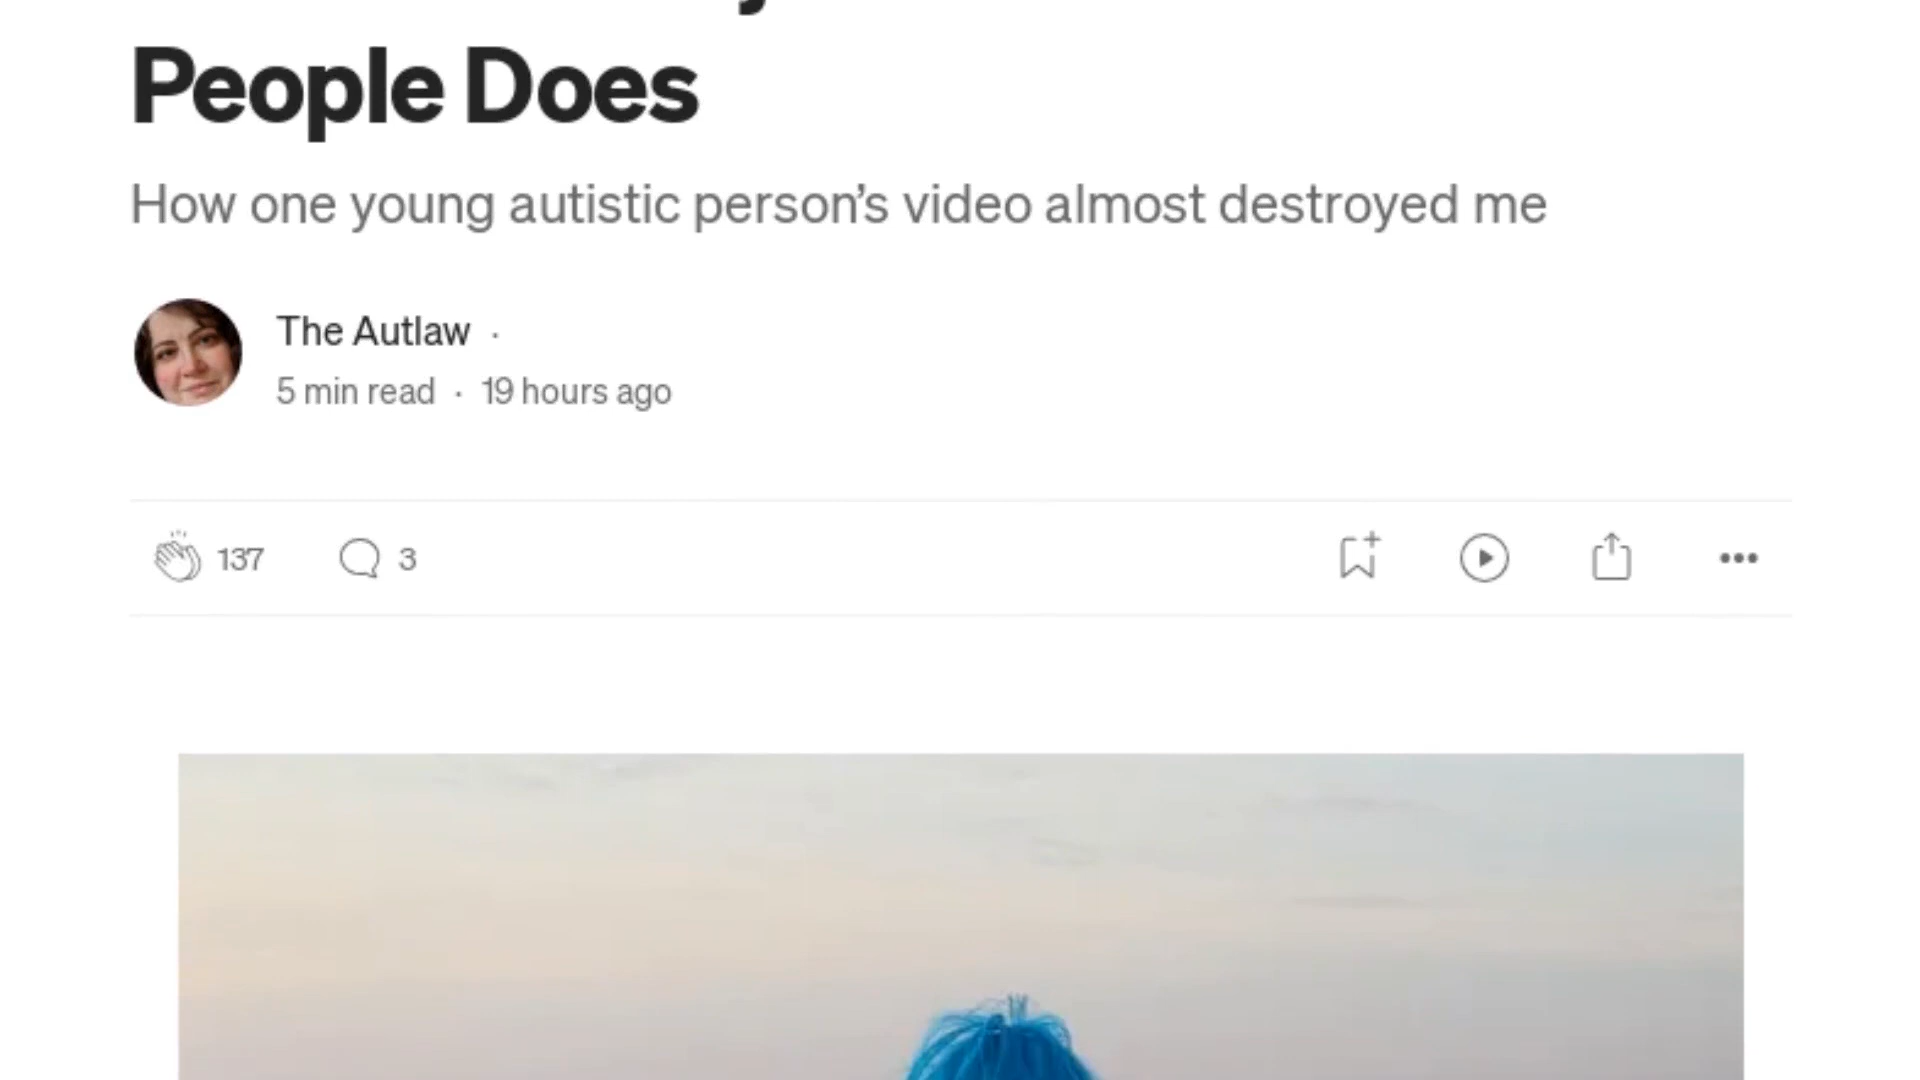 People Does
How one young autistic person’s video almost destroyed me
The Autlaw ·
5 min read · 19 hours ago
137
3